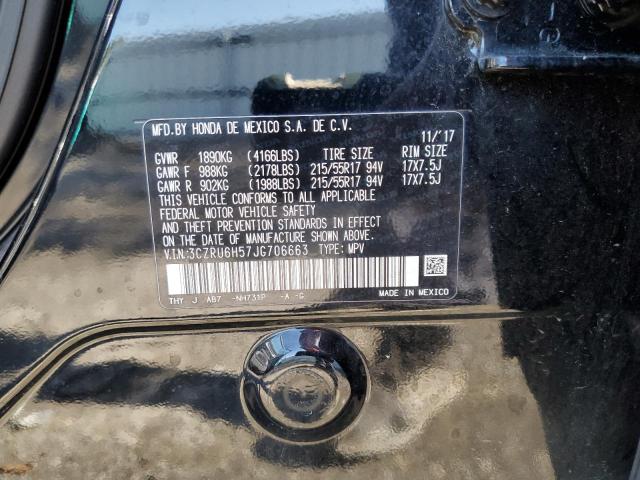 MFD.BY HONDA DE MEXICO S.A. DE C.V.
11/'17
GVWR 1890KG (4166LBS) TIRE SIZE RIM SIZE
GAWR F 988KG (2178LBS) 215/55R17 94V 17X7.5J
GAWR R 902KG (1988LBS) 215/55R17 94V 17X7.5J
THIS VEHICLE CONFORMS TO ALL APPLICABLE
FEDERAL MOTOR VEHICLE SAFETY
AND THEFT PREVENTION STANDARDS IN EFFECT
ON THE DATE OF MANUFACTURE SHOWN ABOVE.
V.I.N:3CZRU6H57JG706663 TYPE: MPV
THY J AB7 -NH731P -A -G MADE IN MEXICO